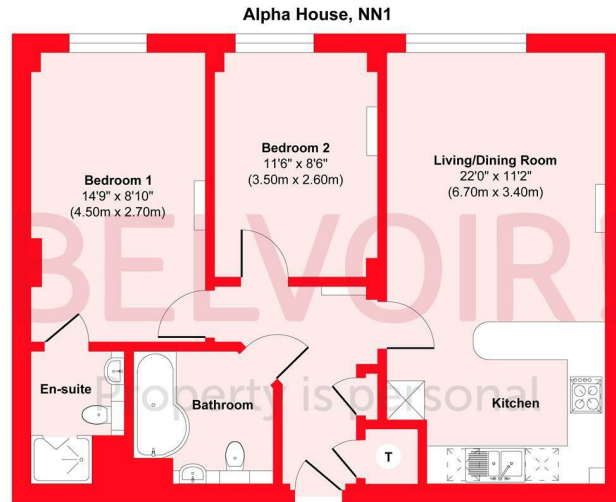 Alpha House, NN1
Bedroom 1
14'9" x 8'10"
(4.50m x 2.70m)
Bedroom 2
11'6" x 8'6"
(3.50m x 2.60m)
Living/Dining Room
22'0" x 11'2"
(6.70m x 3.40m)
BELVOIR!
Property is personal
En-suite
Bathroom
Kitchen
T